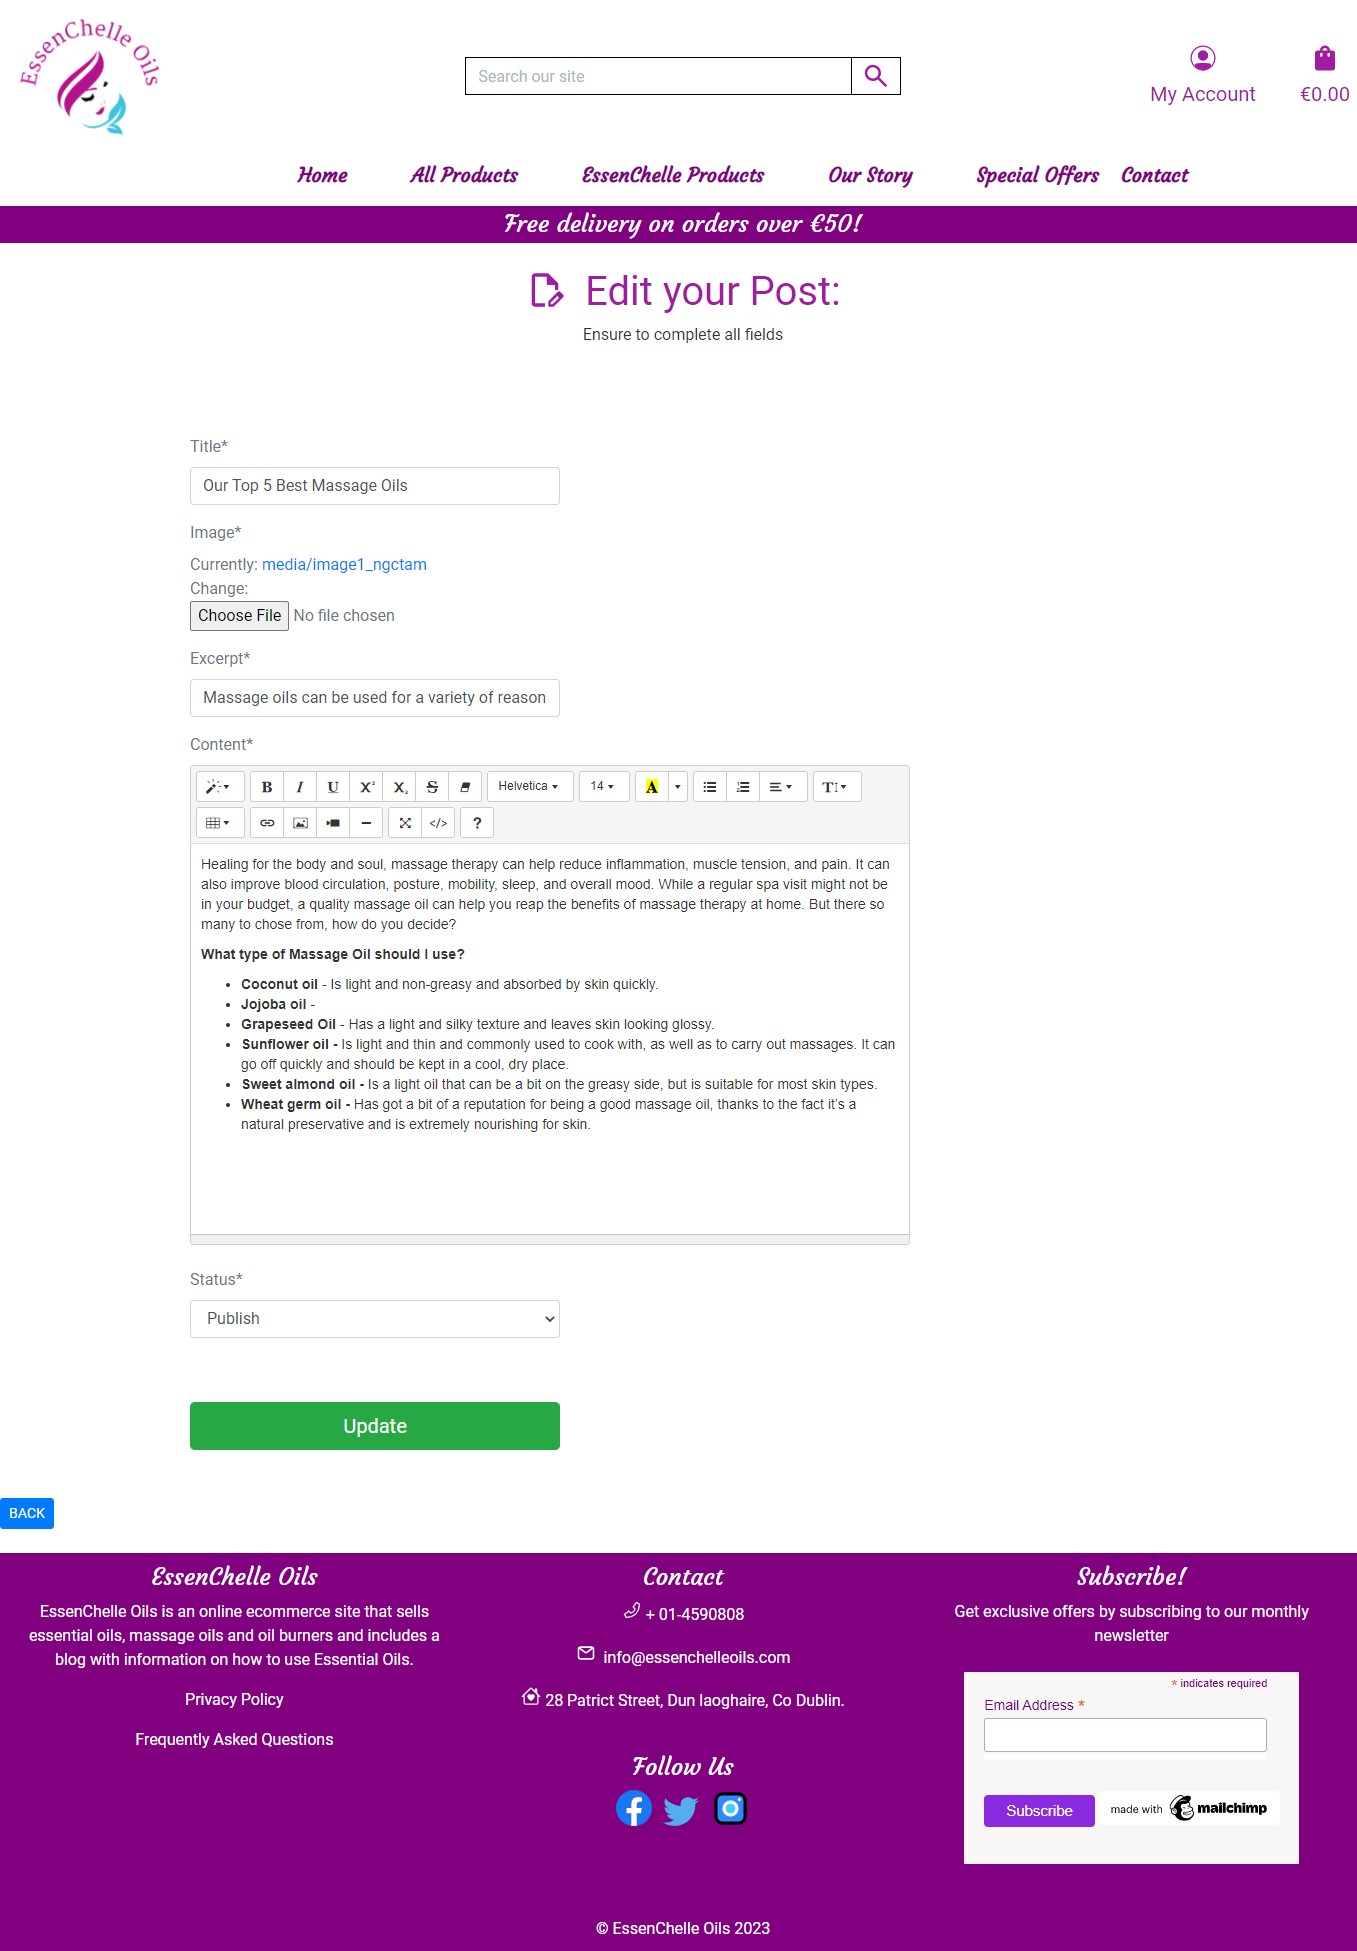 EssenChelle Oils
Search our site
My Account
€0.00
Home All Products EssenChelle Products Our Story Special Offers Contact
Free delivery on orders over €50!
Edit your Post:
Ensure to complete all fields
Title*
Our Top 5 Best Massage Oils
Image*
Currently: media/image1_ngctam
Change:
Choose File No file chosen
Excerpt*
Massage oils can be used for a variety of reason
Content*
B I U X² X₂ S Helvetica 14 A T
</> ?
Healing for the body and soul, massage therapy can help reduce inflammation, muscle tension, and pain. It can
also improve blood circulation, posture, mobility, sleep, and overall mood. While a regular spa visit might not be
in your budget, a quality massage oil can help you reap the benefits of massage therapy at home. But there so
many to chose from, how do you decide?
What type of Massage Oil should I use?
• Coconut oil - Is light and non-greasy and absorbed by skin quickly.
• Jojoba oil -
• Grapeseed Oil - Has a light and silky texture and leaves skin looking glossy.
• Sunflower oil - Is light and thin and commonly used to cook with, as well as to carry out massages. It can
go off quickly and should be kept in a cool, dry place.
• Sweet almond oil - Is a light oil that can be a bit on the greasy side, but is suitable for most skin types.
• Wheat germ oil - Has got a bit of a reputation for being a good massage oil, thanks to the fact it's a
natural preservative and is extremely nourishing for skin.
Status*
Publish
Update
BACK
EssenChelle Oils
EssenChelle Oils is an online ecommerce site that sells
essential oils, massage oils and oil burners and includes a
blog with information on how to use Essential Oils.
Privacy Policy
Frequently Asked Questions
Contact
+ 01-4590808
info@essenchelleoils.com
28 Patrict Street, Dun laoghaire, Co Dublin.
Follow Us
Subscribe!
Get exclusive offers by subscribing to our monthly
newsletter
* indicates required
Email Address *
Subscribe
made with mailchimp
© EssenChelle Oils 2023